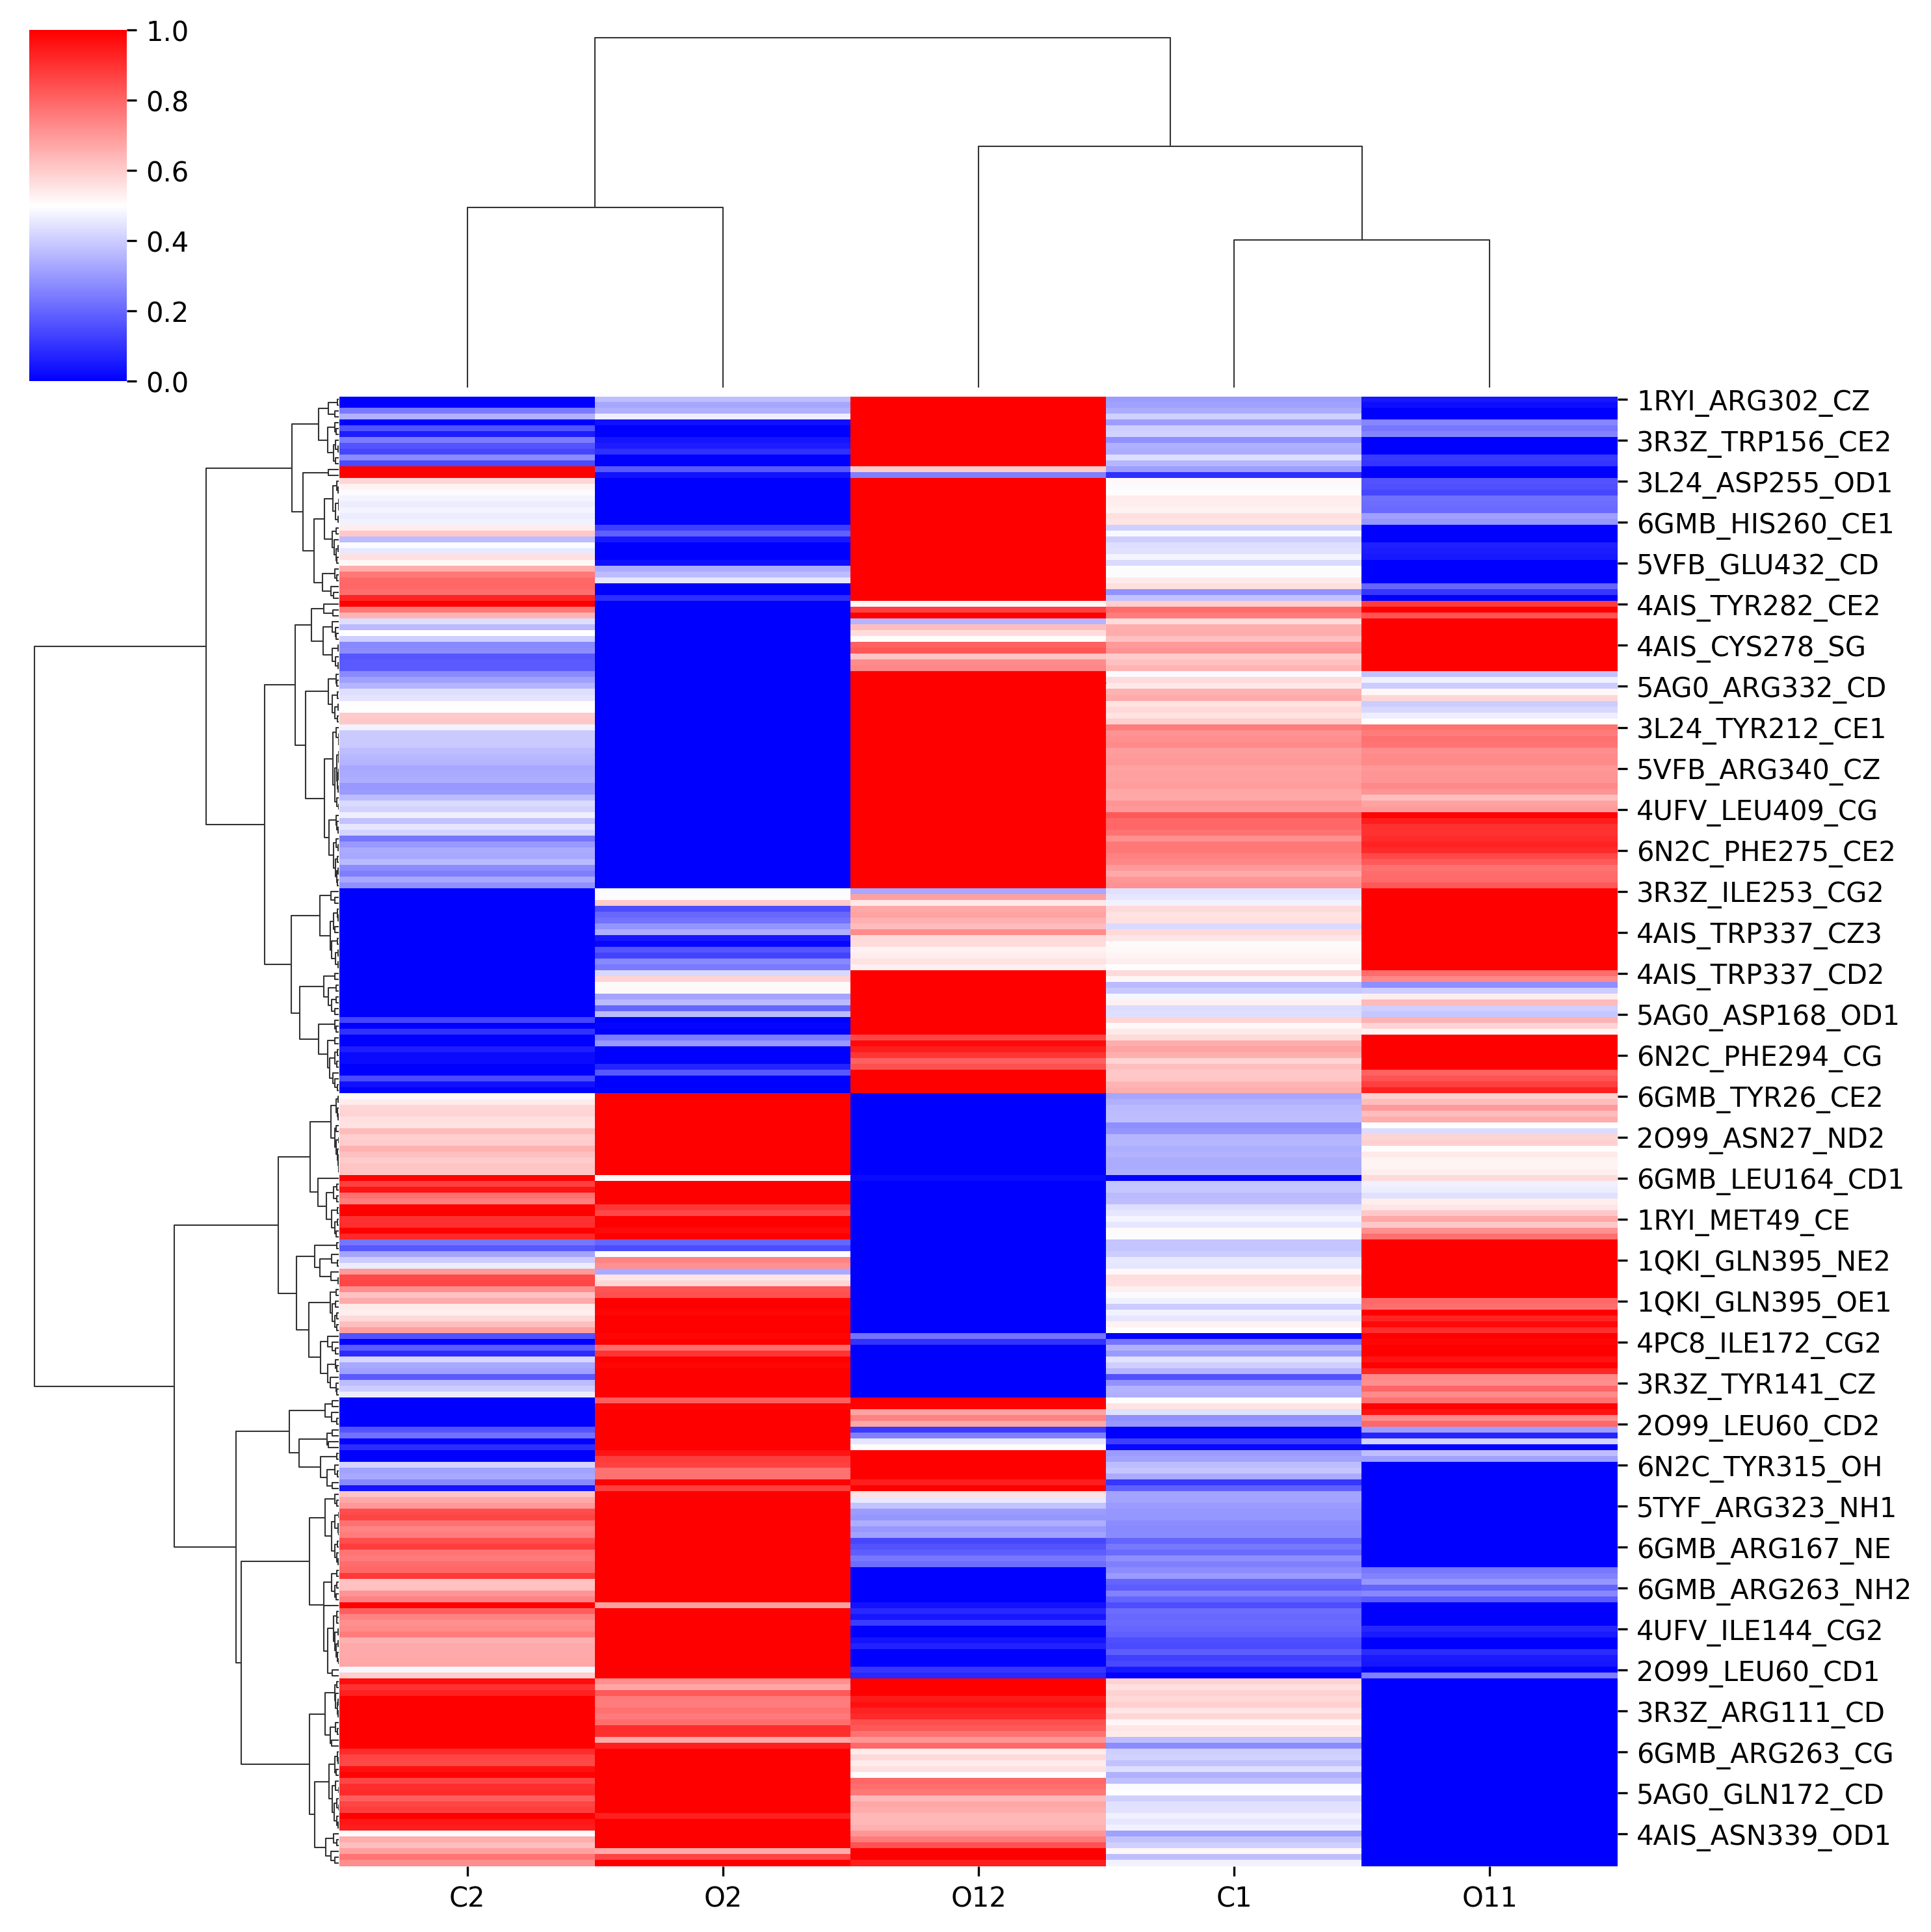 1.0
0.8
0.6
0.4
0.2
0.0
1RYI_ARG302_CZ
3R3Z_TRP156_CE2
3L24_ASP255_OD1
6GMB_HIS260_CE1
5VFB_GLU432_CD
4AIS_TYR282_CE2
4AIS_CYS278_SG
5AG0_ARG332_CD
3L24_TYR212_CE1
5VFB_ARG340_CZ
4UFV_LEU409_CG
6N2C_PHE275_CE2
3R3Z_ILE253_CG2
4AIS_TRP337_CZ3
4AIS_TRP337_CD2
5AG0_ASP168_OD1
6N2C_PHE294_CG
6GMB_TYR26_CE2
2O99_ASN27_ND2
6GMB_LEU164_CD1
1RYI_MET49_CE
1QKI_GLN395_NE2
1QKI_GLN395_OE1
4PC8_ILE172_CG2
3R3Z_TYR141_CZ
2O99_LEU60_CD2
6N2C_TYR315_OH
5TYF_ARG323_NH1
6GMB_ARG167_NE
6GMB_ARG263_NH2
4UFV_ILE144_CG2
2O99_LEU60_CD1
3R3Z_ARG111_CD
6GMB_ARG263_CG
5AG0_GLN172_CD
4AIS_ASN339_OD1
C2 O2 O12 C1 O11